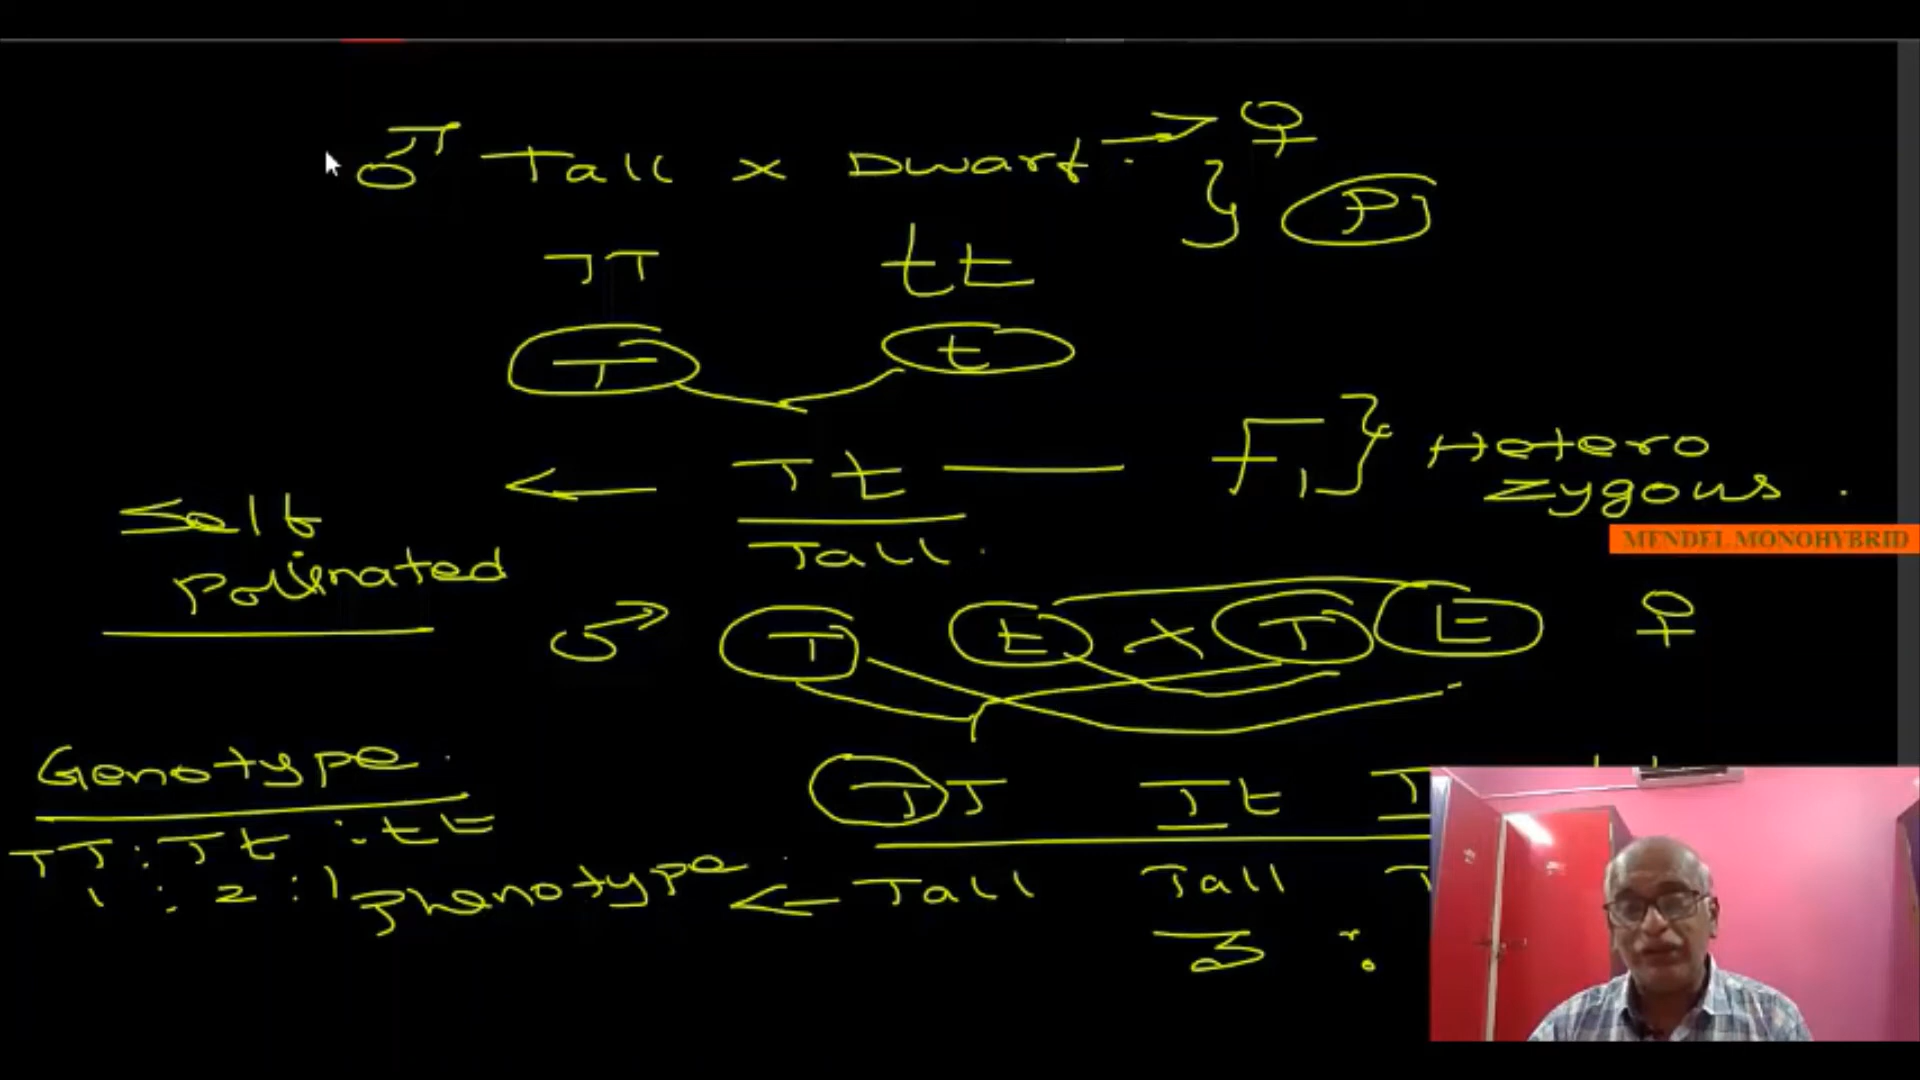 ♂ Tall x Dwarf. → ♀
} P
TT tt
T t
← Tt — F1} Hetero
zygous.
Self
Pollinated
Tall.
MENDEL MONOHYBRID
♂ T t x T t ♀
Genotype.
TT Tt T
TT : Tt : tt
1 : 2 : 1
Phenotype. ← Tall Tall T
3 :